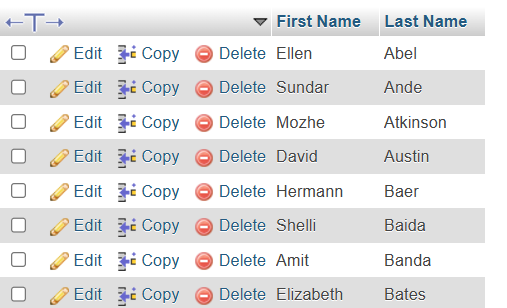 First Name Last Name
Edit Copy Delete Ellen Abel
Edit Copy Delete Sundar Ande
Edit Copy Delete Mozhe Atkinson
Edit Copy Delete David Austin
Edit Copy Delete Hermann Baer
Edit Copy Delete Shelli Baida
Edit Copy Delete Amit Banda
Edit Copy Delete Elizabeth Bates